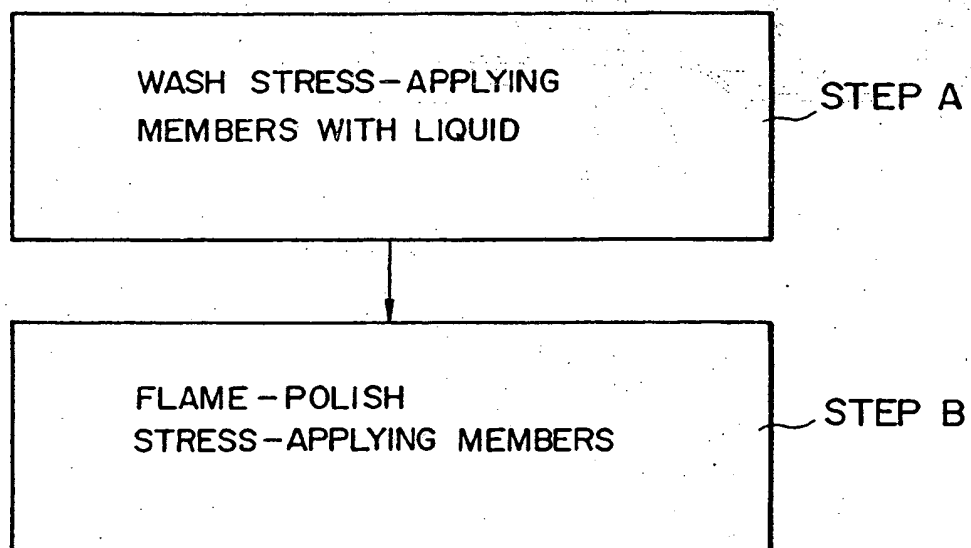 WASH STRESS-APPLYING
MEMBERS WITH LIQUID
STEP A
FLAME-POLISH
STRESS-APPLYING MEMBERS
STEP B